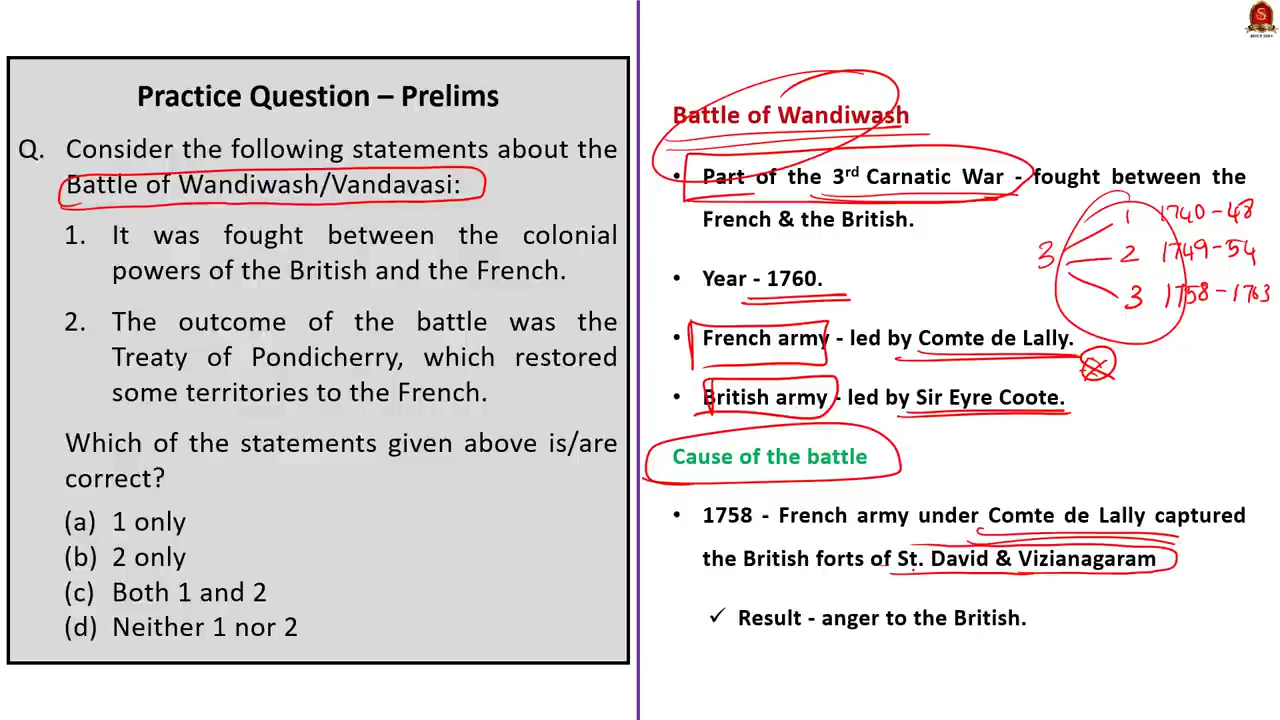 Practice Question – Prelims
Q. Consider the following statements about the
Battle of Wandiwash/Vandavasi:
1. It was fought between the colonial
powers of the British and the French.
2. The outcome of the battle was the
Treaty of Pondicherry, which restored
some territories to the French.
Which of the statements given above is/are
correct?
(a) 1 only
(b) 2 only
(c) Both 1 and 2
(d) Neither 1 nor 2
Battle of Wandiwash
• Part of the 3rd Carnatic War - fought between the
French & the British.
3
1 1740-48
2 1749-54
3 1758-1763
• Year - 1760.
• French army - led by Comte de Lally.
• British army - led by Sir Eyre Coote.
Cause of the battle
• 1758 - French army under Comte de Lally captured
the British forts of St. David & Vizianagaram
✓ Result - anger to the British.